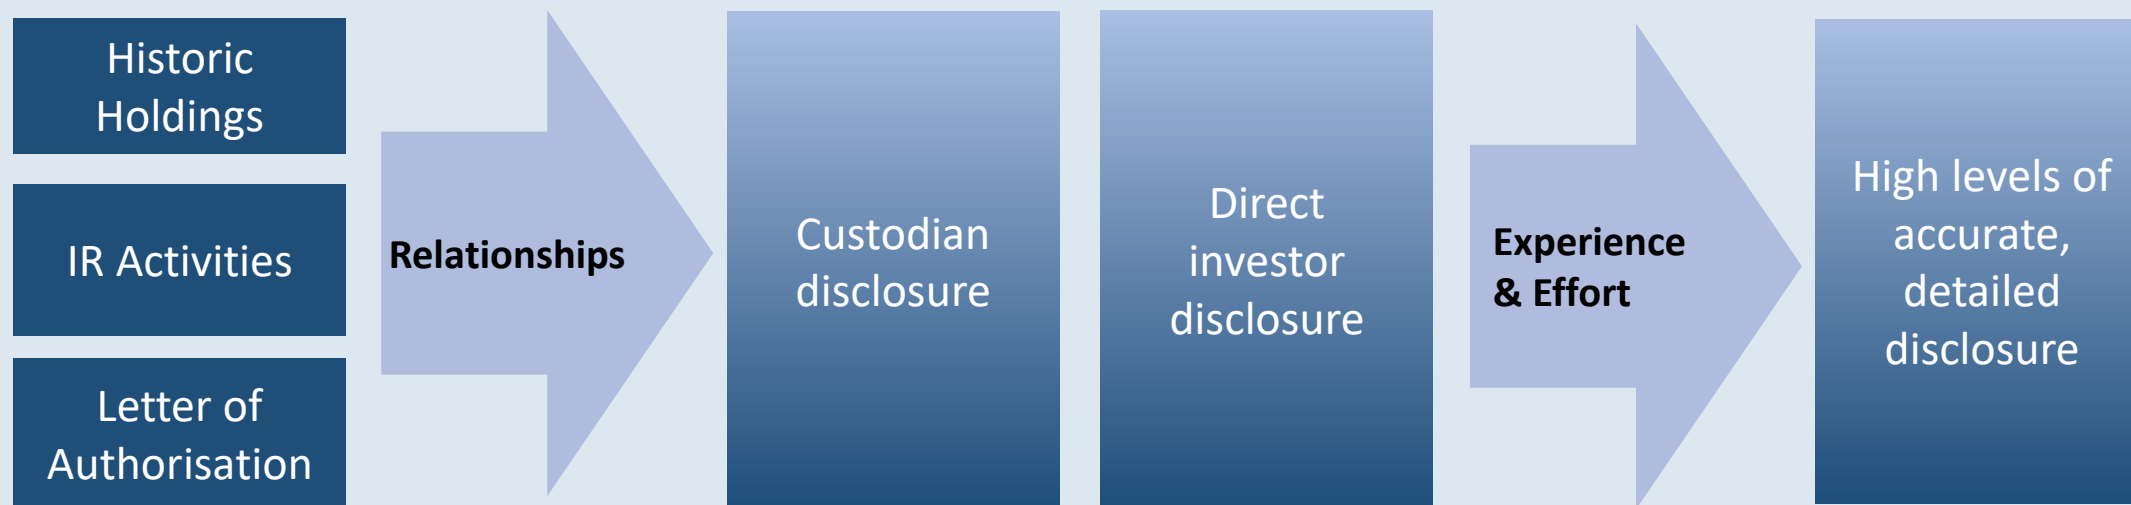 Historic
Holdings
IR Activities
Letter of
Authorisation
Relationships
Custodian
disclosure
Direct
investor
disclosure
Experience
& Effort
High levels of
accurate,
detailed
disclosure